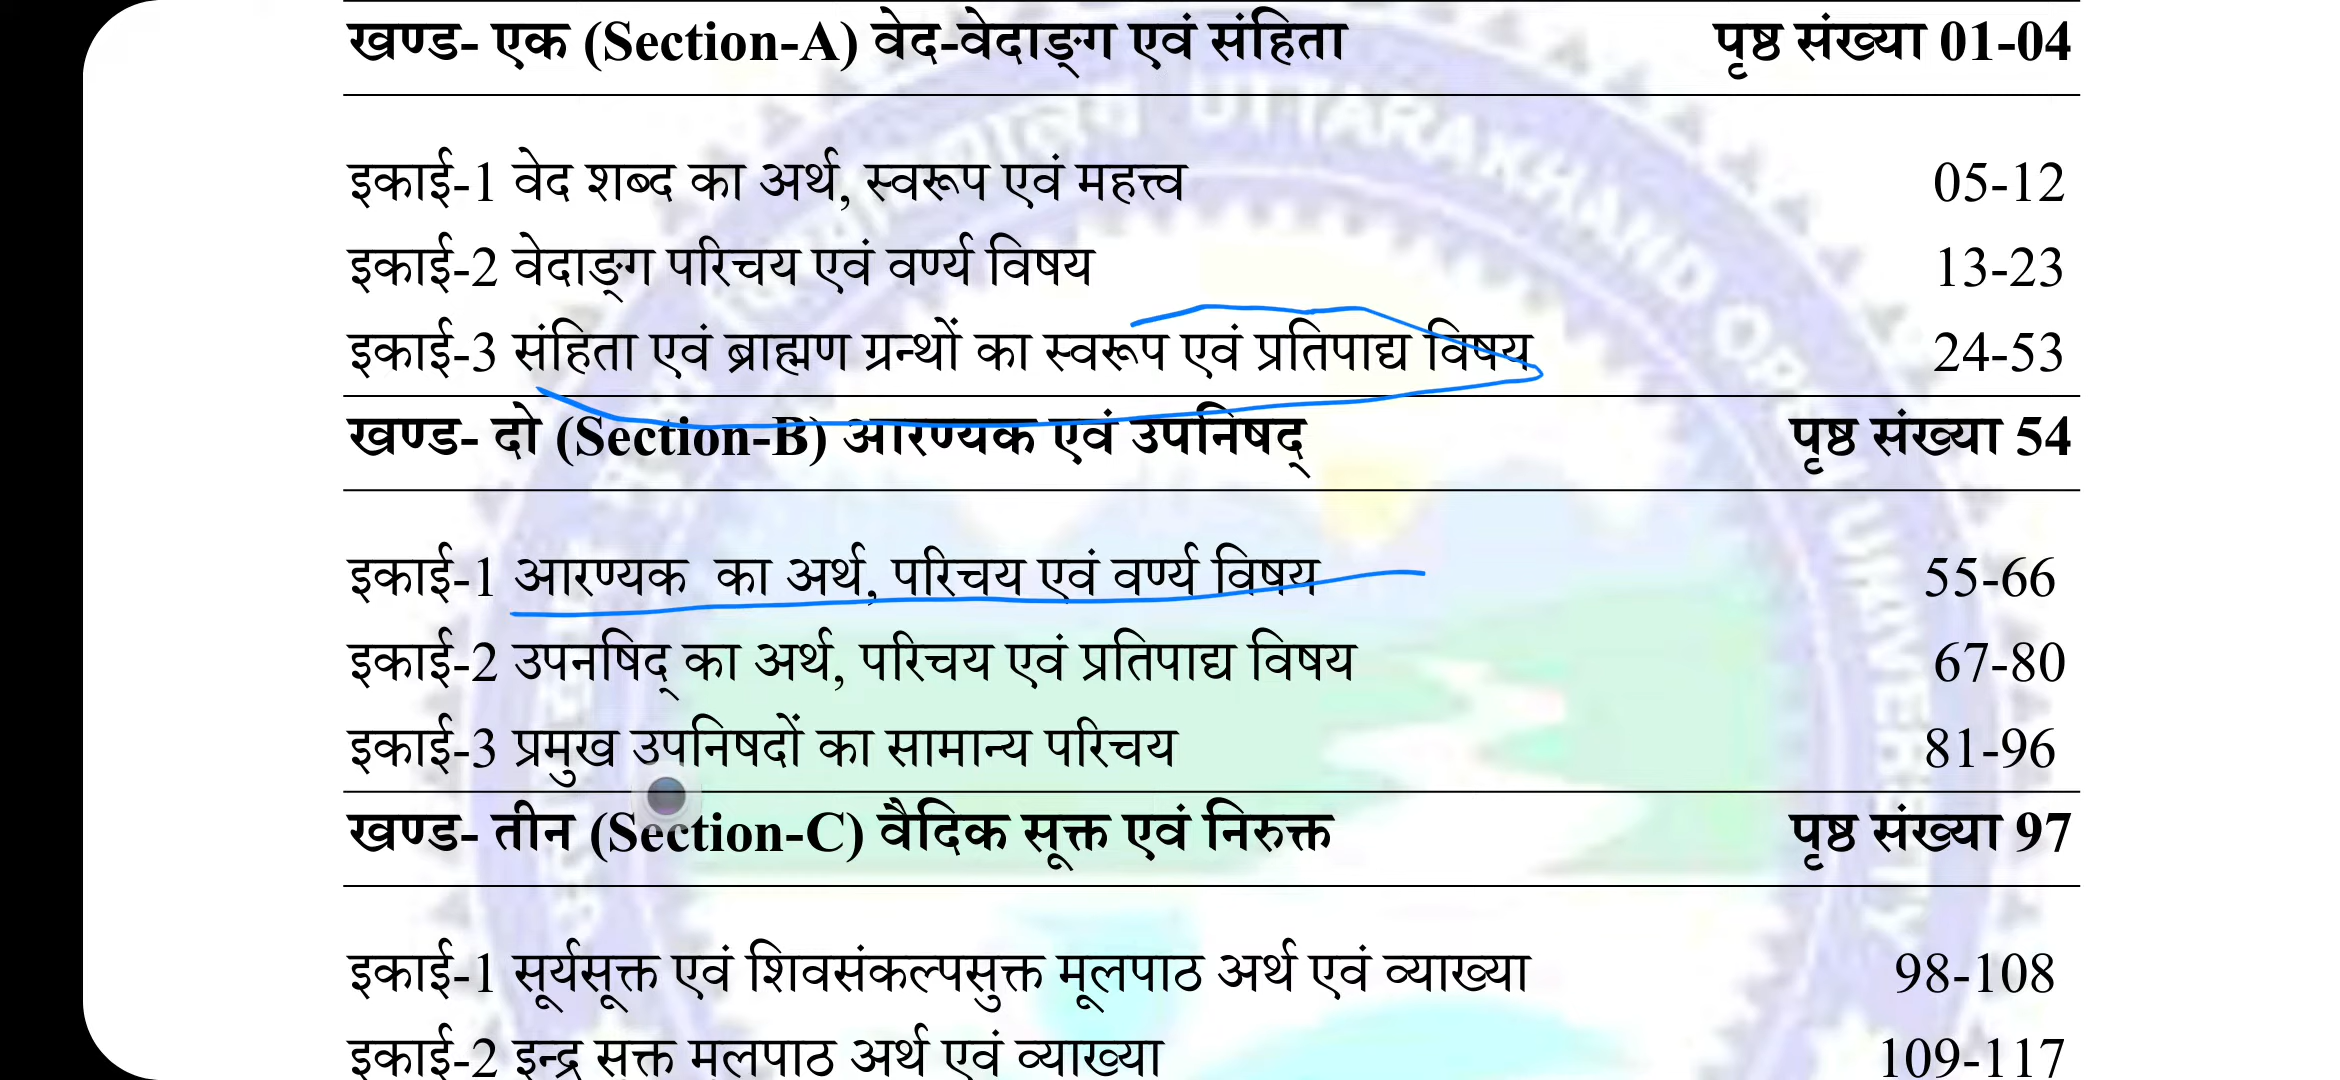 खण्ड- एक (Section-A) वेद-वेदाङ्ग एवं संहिता पृष्ठ संख्या 01-04
इकाई-1 वेद शब्द का अर्थ, स्वरूप एवं महत्त्व 05-12
इकाई-2 वेदाङ्ग परिचय एवं वर्ण्य विषय 13-23
इकाई-3 संहिता एवं ब्राह्मण ग्रन्थों का स्वरूप एवं प्रतिपाद्य विषय 24-53
खण्ड- दो (Section-B) आरण्यक एवं उपनिषद् पृष्ठ संख्या 54
इकाई-1 आरण्यक का अर्थ, परिचय एवं वर्ण्य विषय 55-66
इकाई-2 उपनषिद् का अर्थ, परिचय एवं प्रतिपाद्य विषय 67-80
इकाई-3 प्रमुख उपनिषदों का सामान्य परिचय 81-96
खण्ड- तीन (Section-C) वैदिक सूक्त एवं निरुक्त पृष्ठ संख्या 97
इकाई-1 सूर्यसूक्त एवं शिवसंकल्पसुक्त मूलपाठ अर्थ एवं व्याख्या 98-108
इकाई-2 इन्द्र सूक्त मूलपाठ अर्थ एवं व्याख्या 109-117
UTTARAKHAND OPEN UNIVERSITY